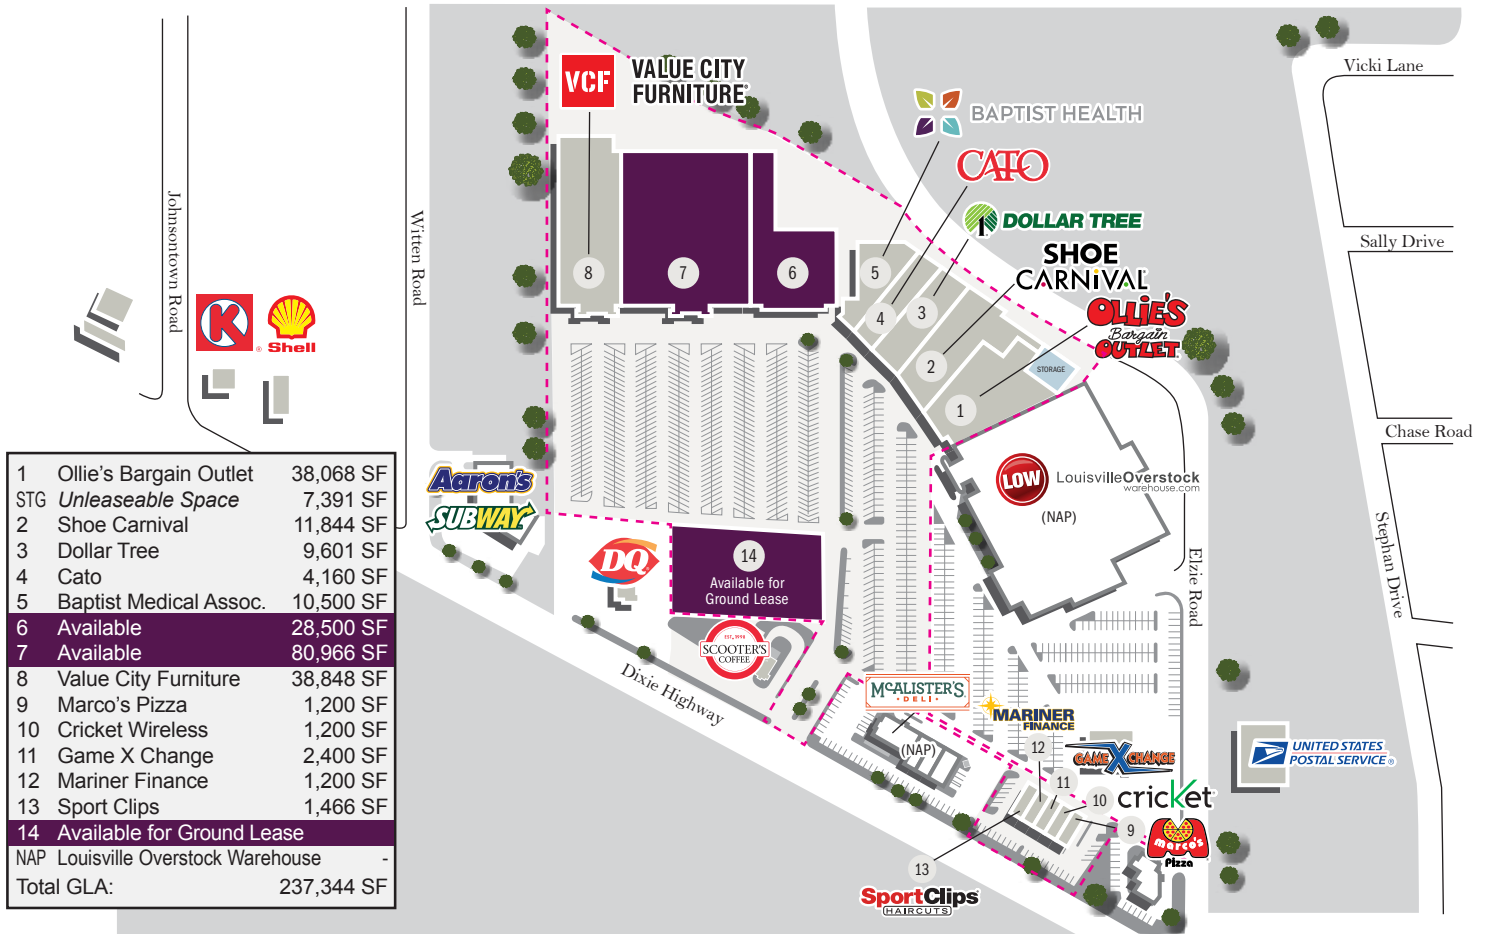 Vicki Lane
VCF
VALUE CITY
FURNITURE
BAPTIST HEALTH
CATO
DOLLAR TREE
Sally Drive
SHOE
CARNiVAL
OLLiE'S
Bargain
OUTLET
Johnsontown Road
Witten Road
8
7
6
5
4
3
2
1
STORAGE
K
Shell
Chase Road
1 Ollie's Bargain Outlet 38,068 SF
STG Unleaseable Space 7,391 SF
2 Shoe Carnival 11,844 SF
3 Dollar Tree 9,601 SF
4 Cato 4,160 SF
5 Baptist Medical Assoc. 10,500 SF
6 Available 28,500 SF
7 Available 80,966 SF
8 Value City Furniture 38,848 SF
9 Marco's Pizza 1,200 SF
10 Cricket Wireless 1,200 SF
11 Game X Change 2,400 SF
12 Mariner Finance 1,200 SF
13 Sport Clips 1,466 SF
14 Available for Ground Lease
NAP Louisville Overstock Warehouse -
Total GLA: 237,344 SF
Aaron's
SUBWAY
LOW
LouisvilleOverstock
warehouse.com
(NAP)
DQ
14
Available for
Ground Lease
Elzie Road
Stephan Drive
EST. 1998
SCOOTER'S
COFFEE
Dixie Highway
McALISTER'S
DELI
(NAP)
MARINER
FINANCE
12
GAME X CHANGE
11
10
cricket
9
marco's
Pizza
UNITED STATES
POSTAL SERVICE ®
13
SportClips
HAIRCUTS